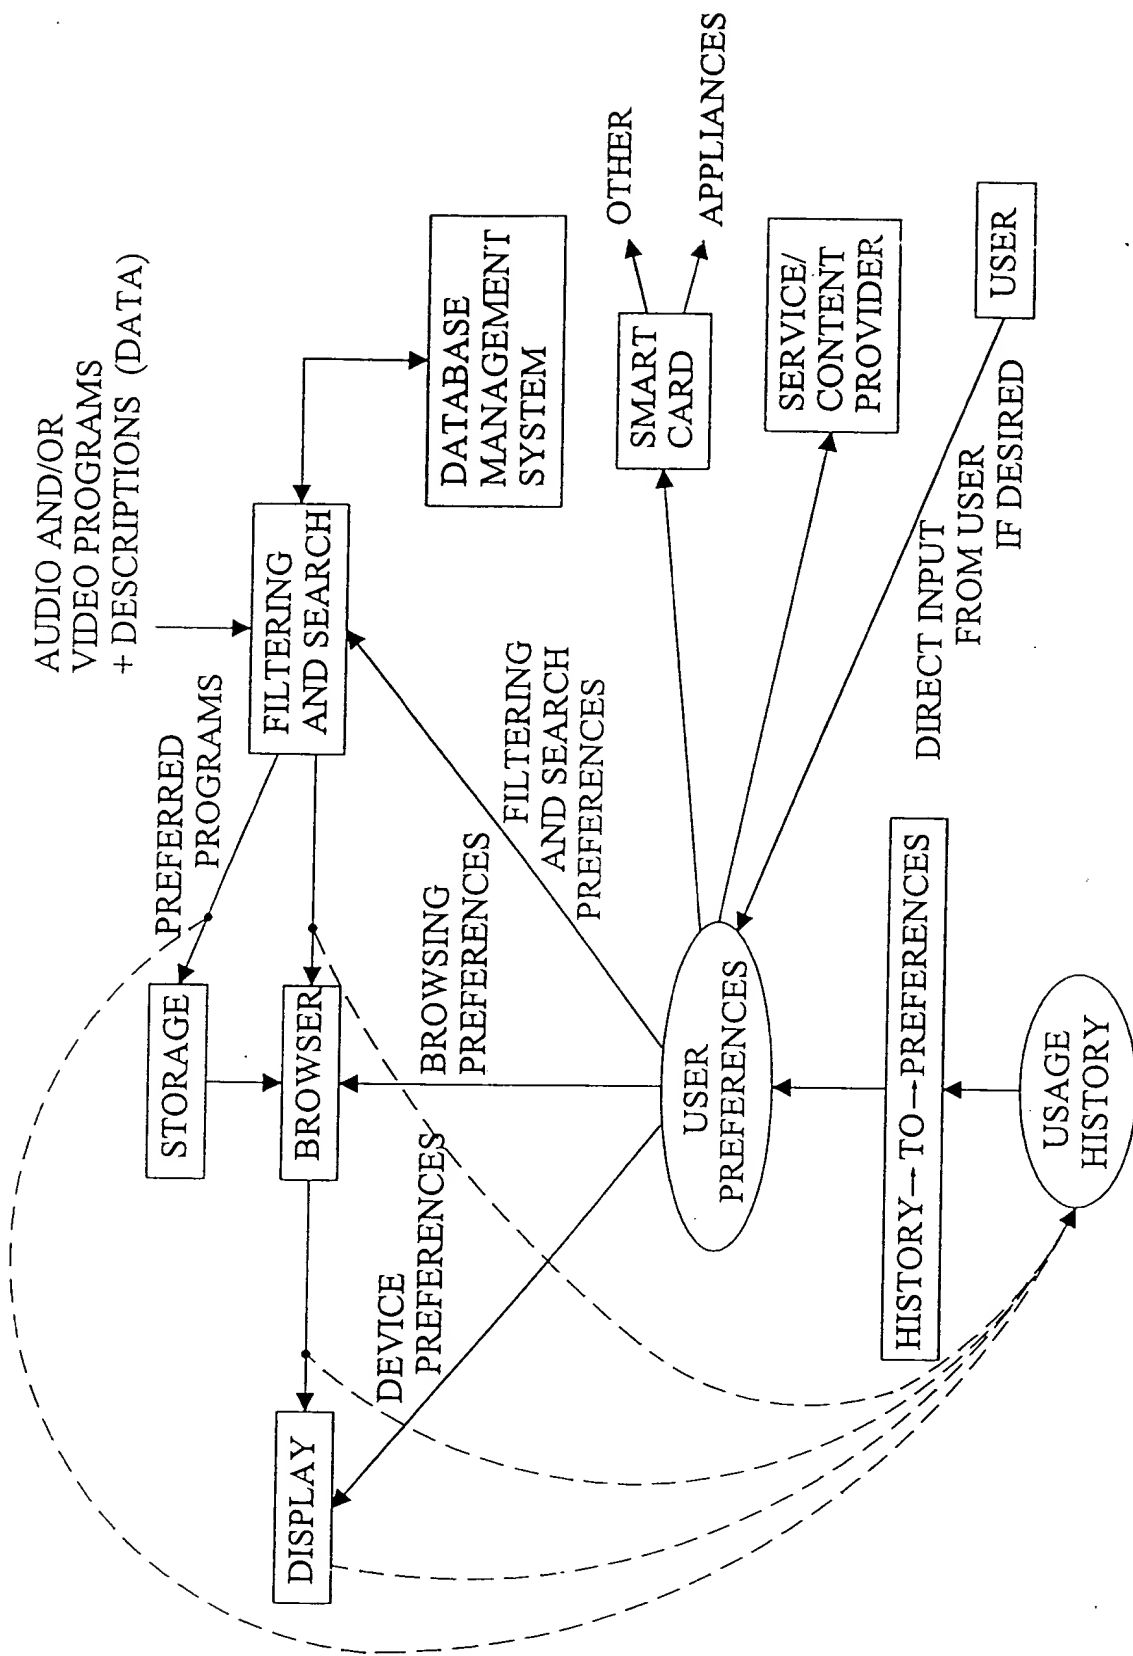 AUDIO AND/OR
VIDEO PROGRAMS
+ DESCRIPTIONS (DATA)
PREFERRED
PROGRAMS
STORAGE
FILTERING
AND SEARCH
DISPLAY
BROWSER
DATABASE
MANAGEMENT
SYSTEM
DEVICE
PREFERENCES
BROWSING
PREFERENCES
FILTERING
AND SEARCH
PREFERENCES
SMART
CARD
OTHER
APPLIANCES
USER
PREFERENCES
SERVICE/
CONTENT
PROVIDER
HISTORY→TO→PREFERENCES
DIRECT INPUT
FROM USER
IF DESIRED
USER
USAGE
HISTORY